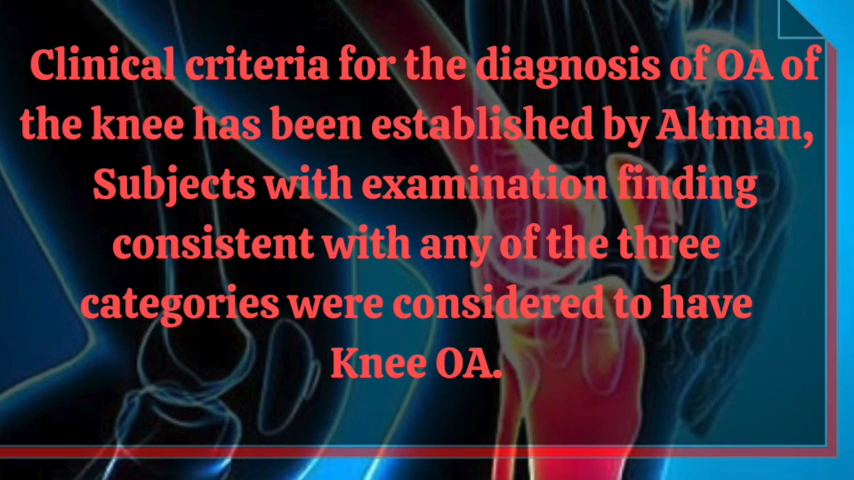 Clinical criteria for the diagnosis of OA of
the knee has been established by Altman,
Subjects with examination finding
consistent with any of the three
categories were considered to have
Knee OA.